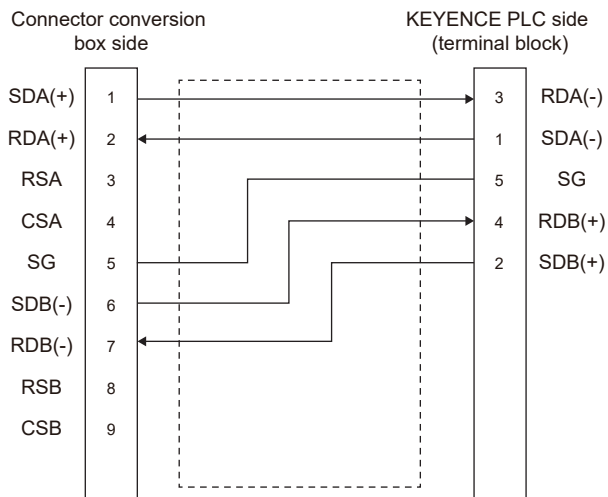 Connector conversion
box side
KEYENCE PLC side
(terminal block)
SDA(+) 1 3 RDA(-)
RDA(+) 2 1 SDA(-)
RSA 3 5 SG
CSA 4 4 RDB(+)
SG 5 2 SDB(+)
SDB(-) 6
RDB(-) 7
RSB 8
CSB 9